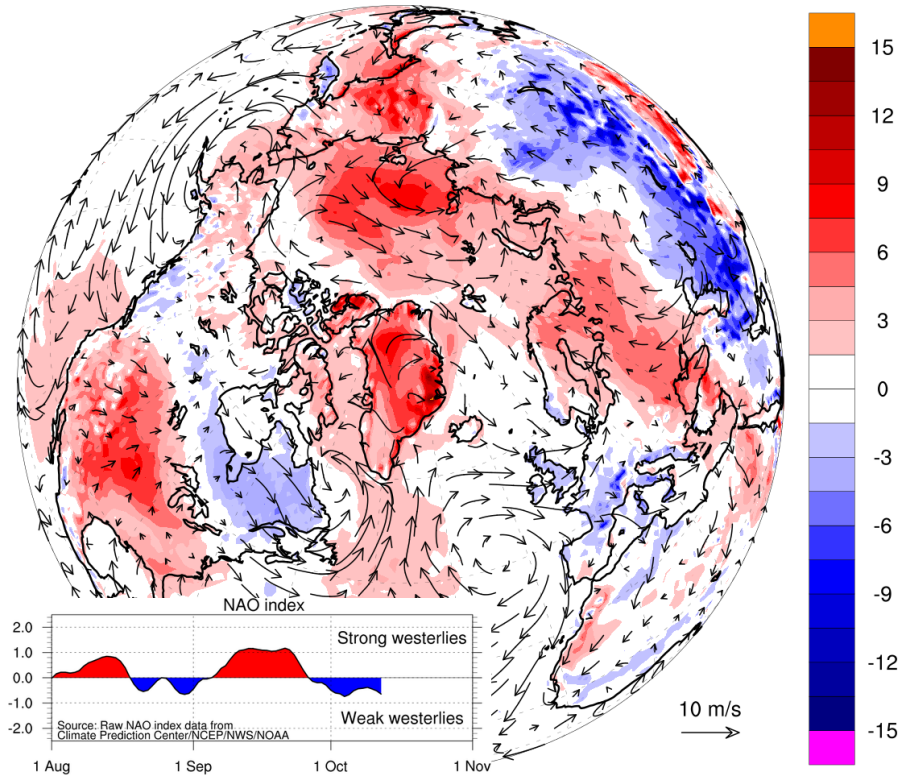 15
12
9
6
3
0
-3
-6
-9
-12
-15
10 m/s
NAO index
2.0
1.0
0.0
-1.0
-2.0
Strong westerlies
Weak westerlies
Source: Raw NAO index data from
Climate Prediction Center/NCEP/NWS/NOAA
1 Aug
1 Sep
1 Oct
1 Nov